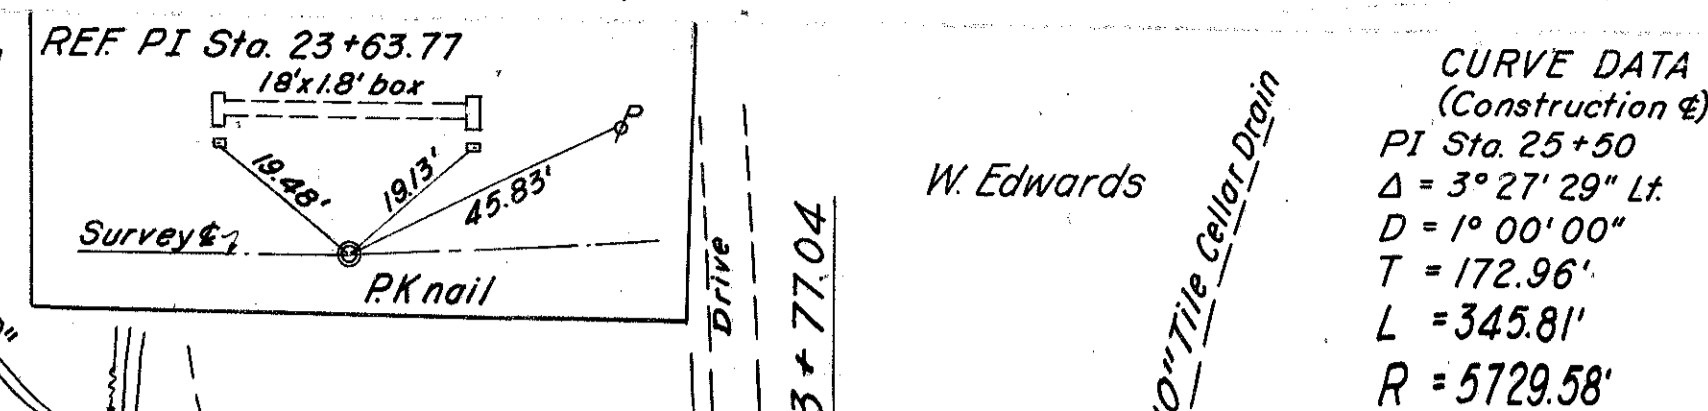 REF. PI Sta. 23+63.77
18'x1.8' box
19.48'
19.13'
45.83'
P
Survey ℄
P.K nail
Drive
3 + 77.04
W. Edwards
0" Tile Cellar Drain
CURVE DATA
(Construction ℄)
PI Sta. 25+50
Δ = 3° 27' 29" Lt.
D = 1° 00' 00"
T = 172.96'
L = 345.81'
R = 5729.58'